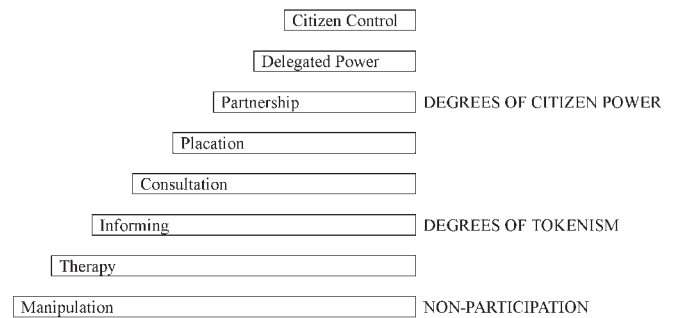 Citizen Control
Delegated Power
Partnership DEGREES OF CITIZEN POWER
Placation
Consultation
Informing DEGREES OF TOKENISM
Therapy
Manipulation NON-PARTICIPATION